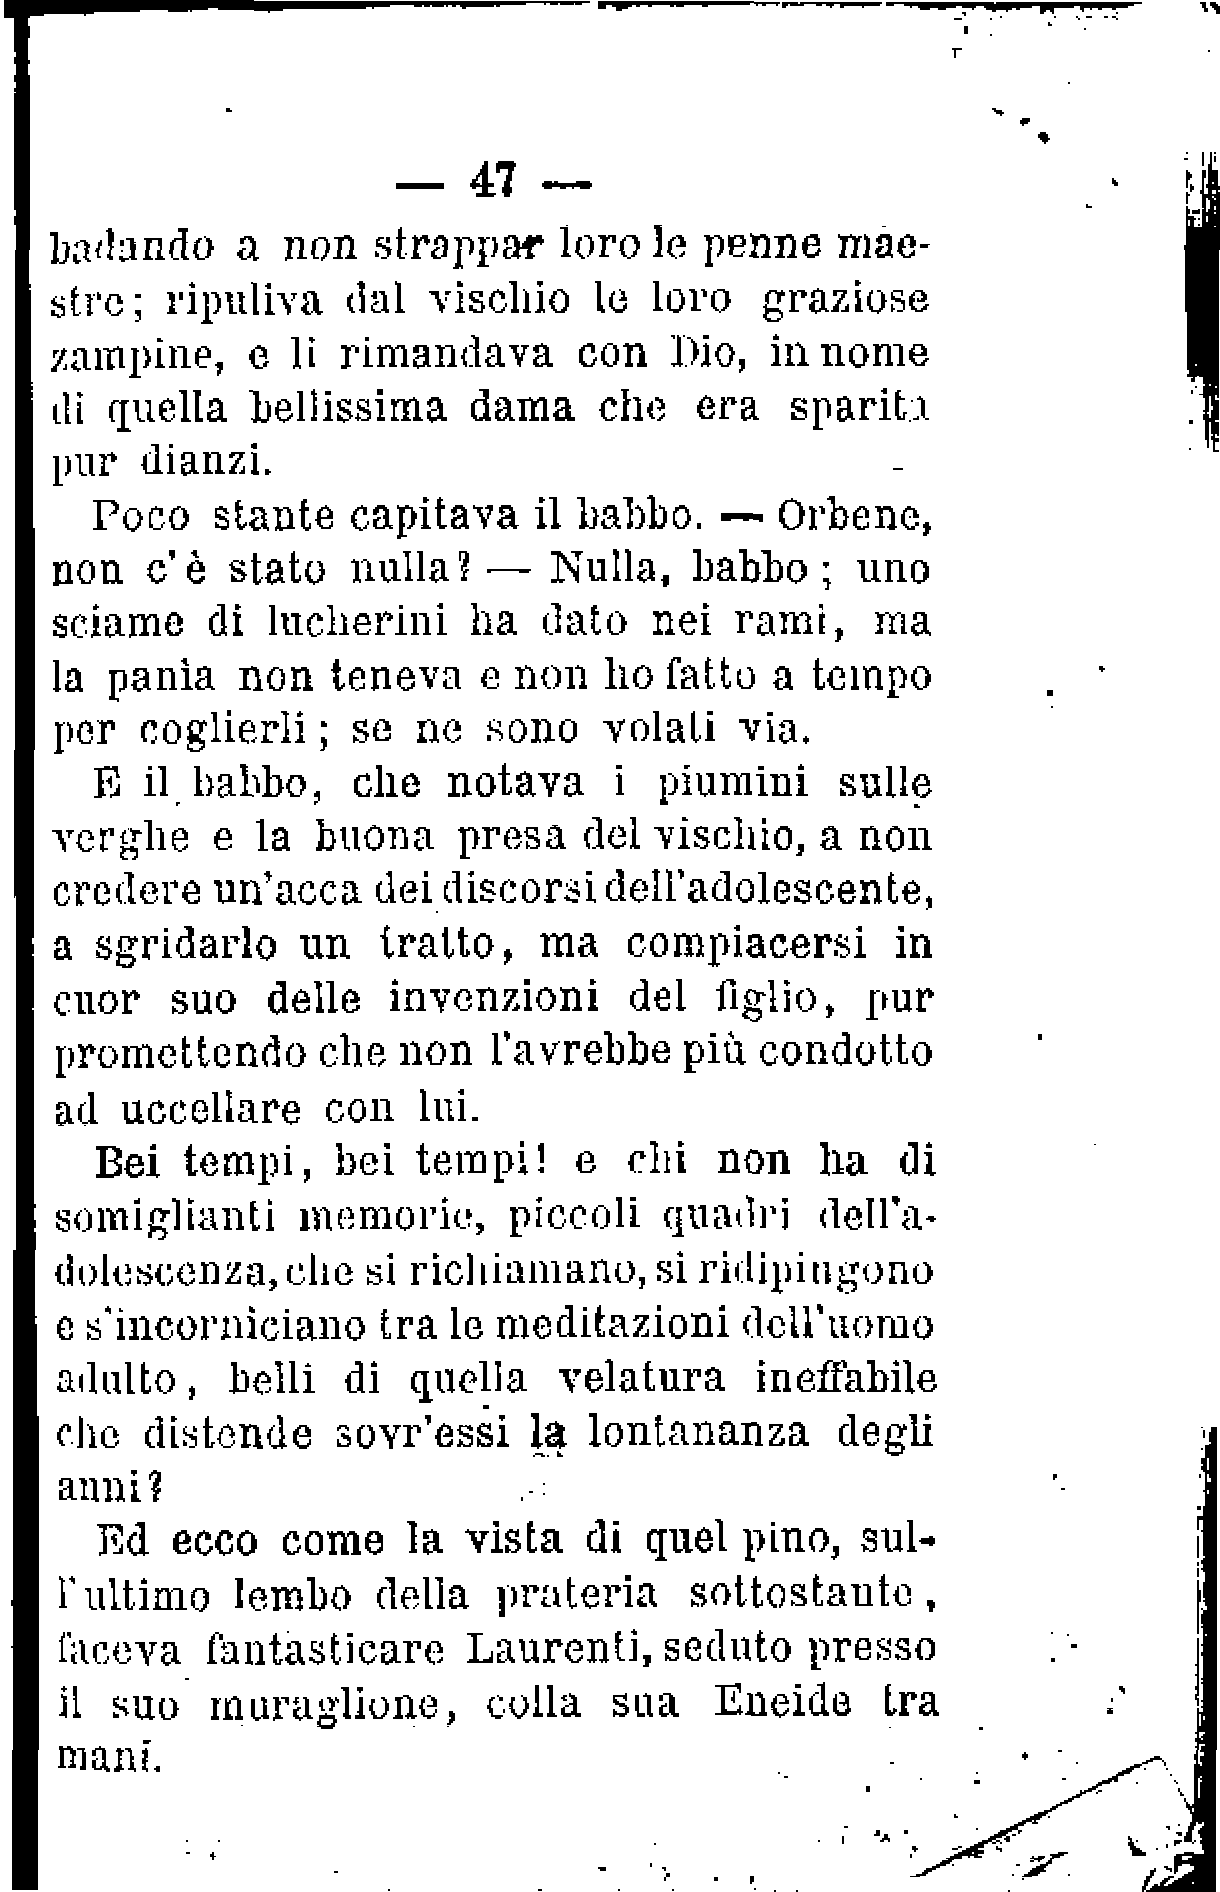 — 47 —
badando a non strappar loro le penne mae-
stre; ripuliva dal vischio le loro graziose
zampine, e li rimandava con Dio, in nome
di quella bellissima dama che era sparita
pur dianzi.
Poco stante capitava il babbo. — Orbene,
non c'è stato nulla? — Nulla, babbo; uno
sciame di lucherini ha dato nei rami, ma
la pania non teneva e non ho fatto a tempo
per coglierli; se ne sono volati via.
E il babbo, che notava i piumini sulle
verghe e la buona presa del vischio, a non
credere un'acca dei discorsi dell'adolescente,
a sgridarlo un tratto, ma compiacersi in
cuor suo delle invenzioni del figlio, pur
promettendo che non l'avrebbe più condotto
ad uccellare con lui.
Bei tempi, bei tempi! e chi non ha di
somiglianti memorie, piccoli quadri dell'a-
dolescenza, che si richiamano, si ridipingono
e s'incorniciano tra le meditazioni dell'uomo
adulto, belli di quella velatura ineffabile
che distende sovr'essi la lontananza degli
anni?
Ed ecco come la vista di quel pino, sul-
l'ultimo lembo della prateria sottostante,
faceva fantasticare Laurenti, seduto presso
il suo muraglione, colla sua Eneide tra
mani.